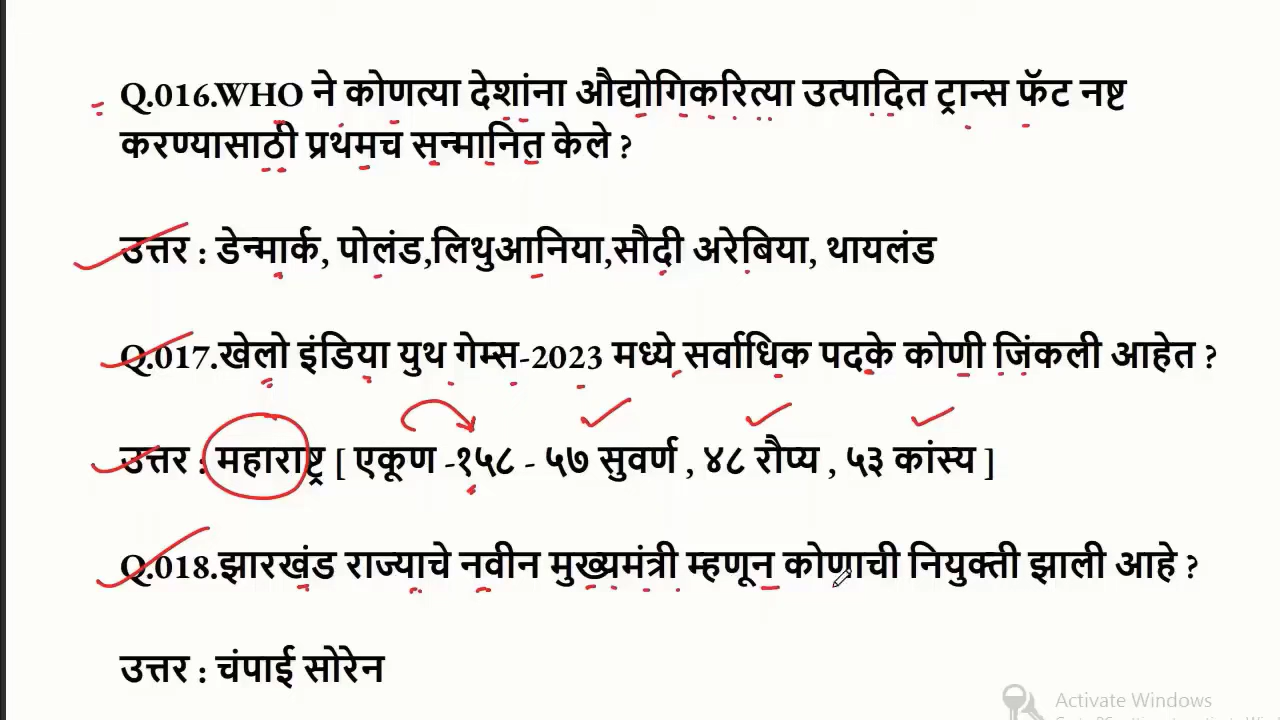 Q.016.WHO ने कोणत्या देशांना औद्योगिकरित्या उत्पादित ट्रान्स फॅट नष्ट
करण्यासाठी प्रथमच सन्मानित केले ?
उत्तर : डेन्मार्क, पोलंड,लिथुआनिया,सौदी अरेबिया, थायलंड
Q.017.खेलो इंडिया युथ गेम्स-2023 मध्ये सर्वाधिक पदके कोणी जिंकली आहेत ?
उत्तर : महाराष्ट्र [ एकूण -१५८ - ५७ सुवर्ण , ४८ रौप्य , ५३ कांस्य ]
Q.018.झारखंड राज्याचे नवीन मुख्यमंत्री म्हणून कोणाची नियुक्ती झाली आहे ?
उत्तर : चंपाई सोरेन
Activate Windows